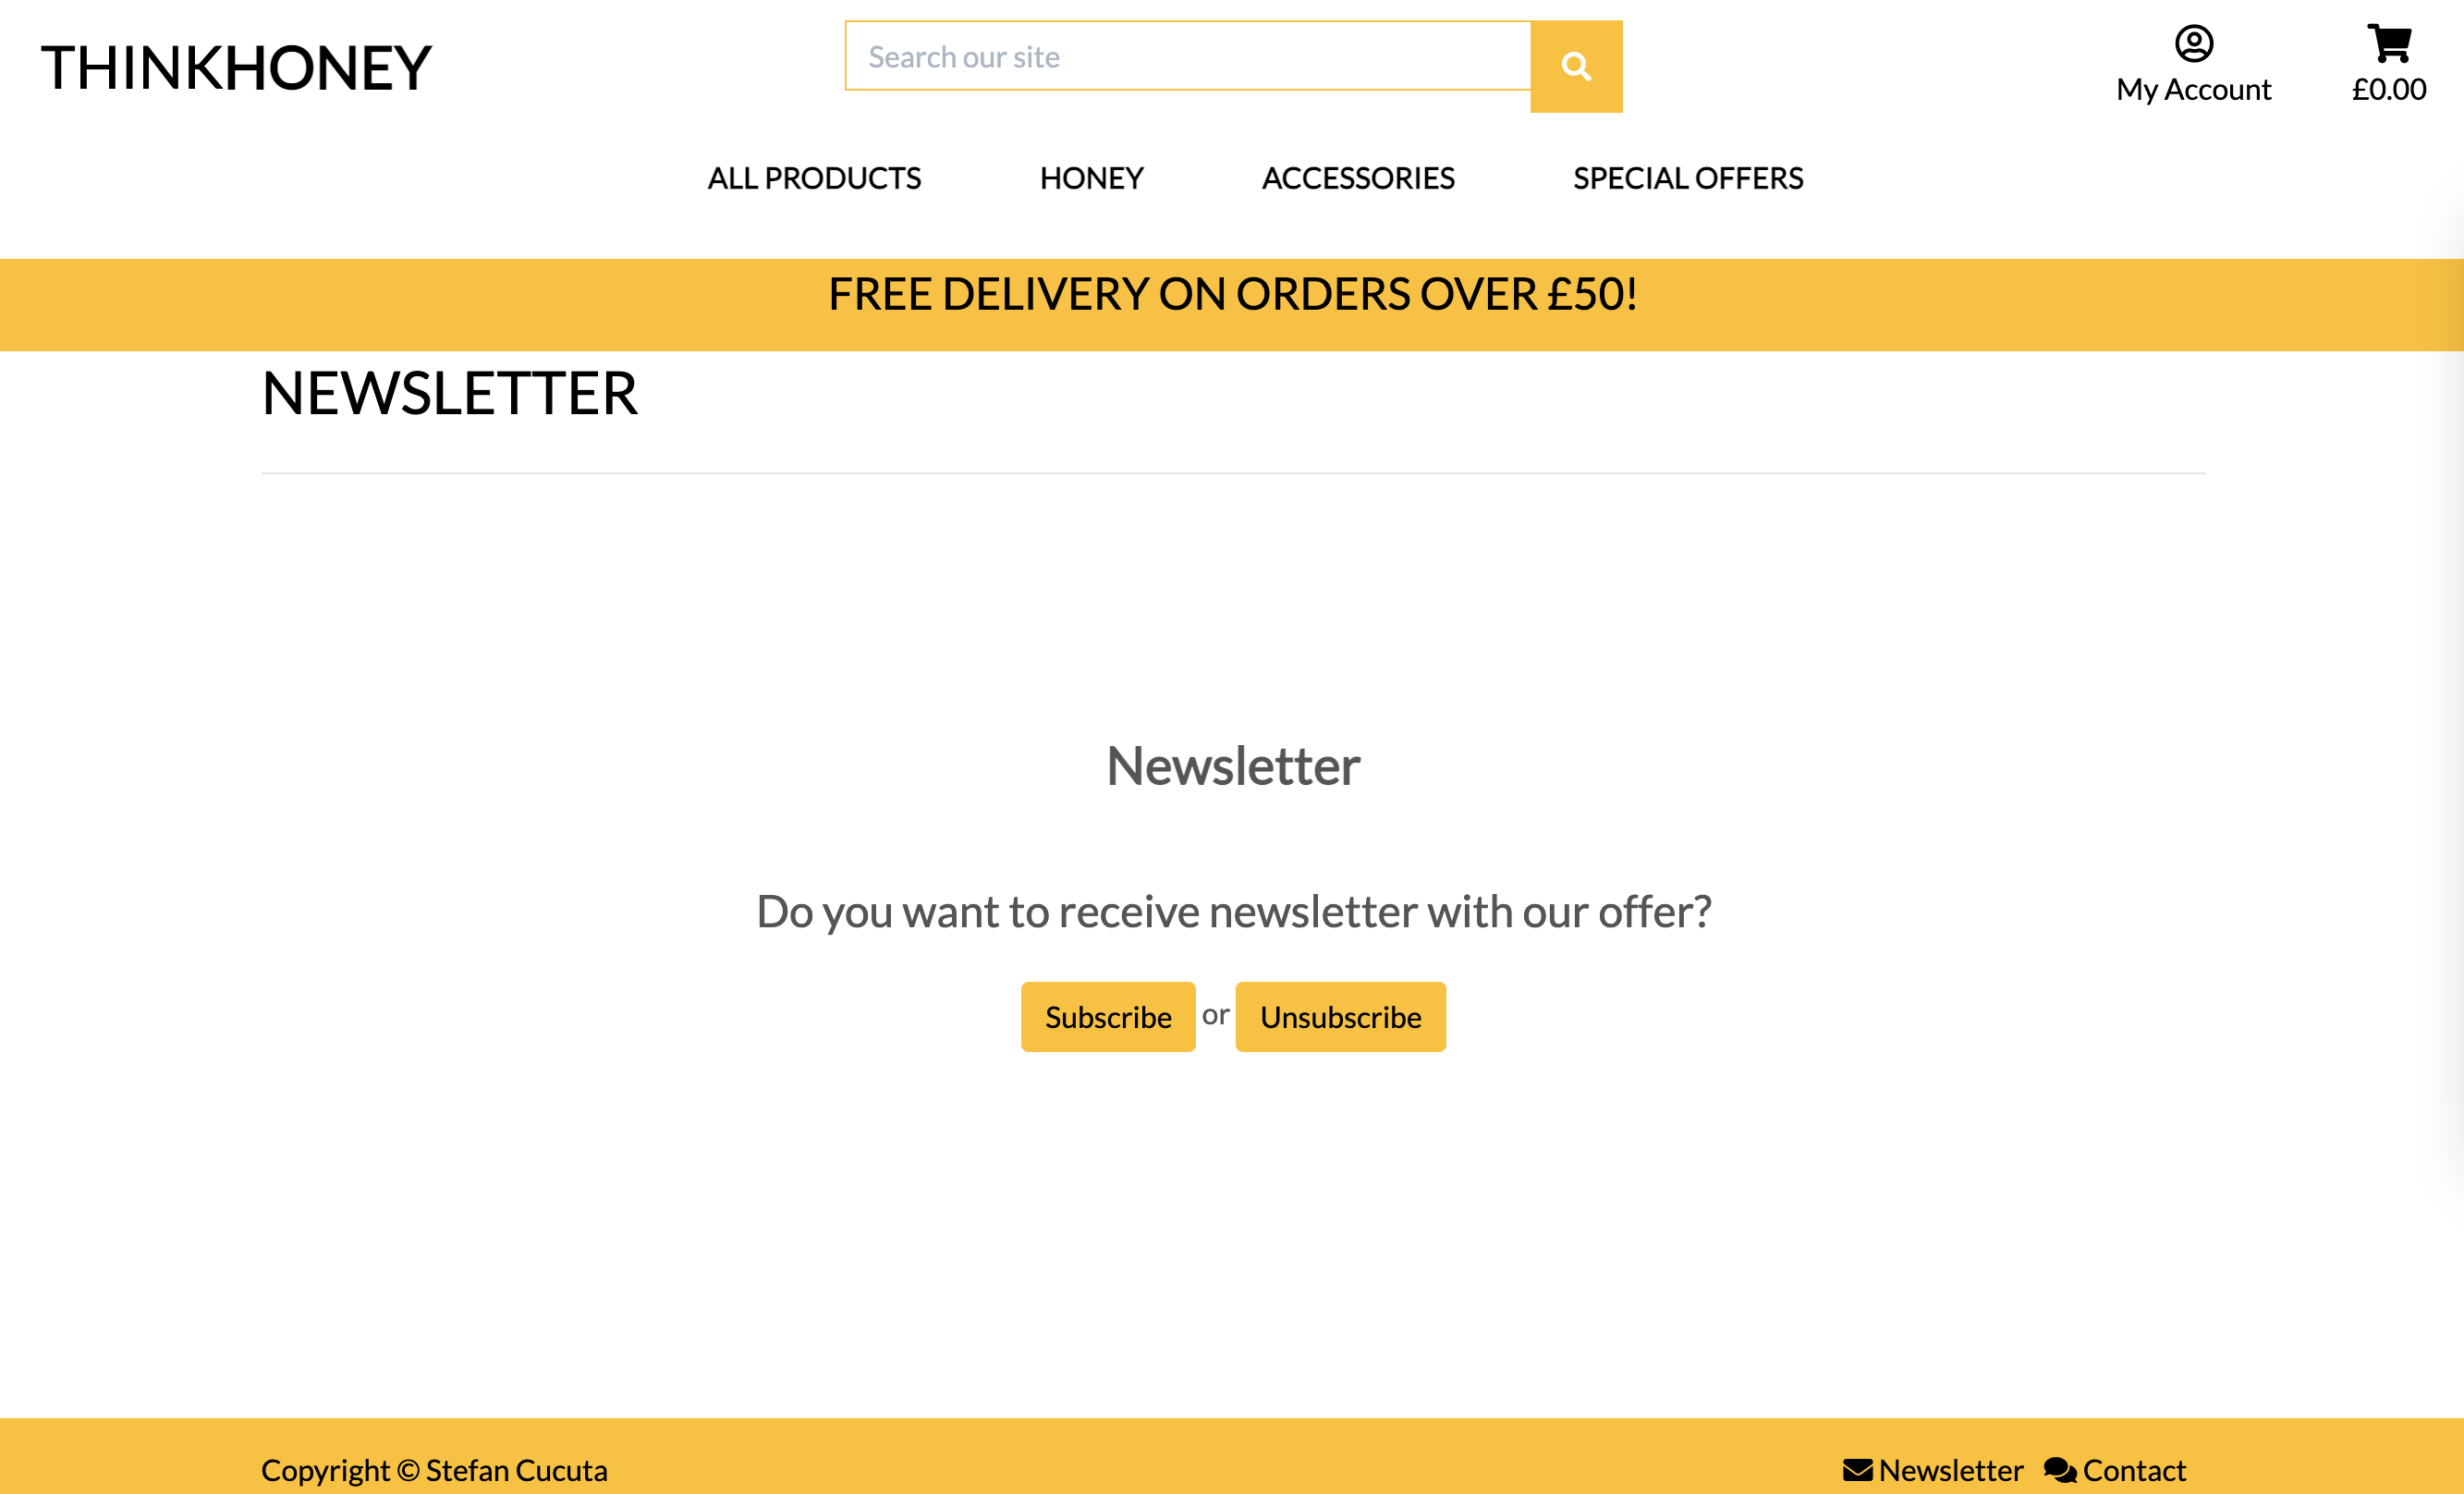 THINKHONEY
Search our site
My Account
£0.00
ALL PRODUCTS
HONEY
ACCESSORIES
SPECIAL OFFERS
FREE DELIVERY ON ORDERS OVER £50!
NEWSLETTER
Newsletter
Do you want to receive newsletter with our offer?
Subscribe or Unsubscribe
Copyright © Stefan Cucuta
Newsletter
Contact